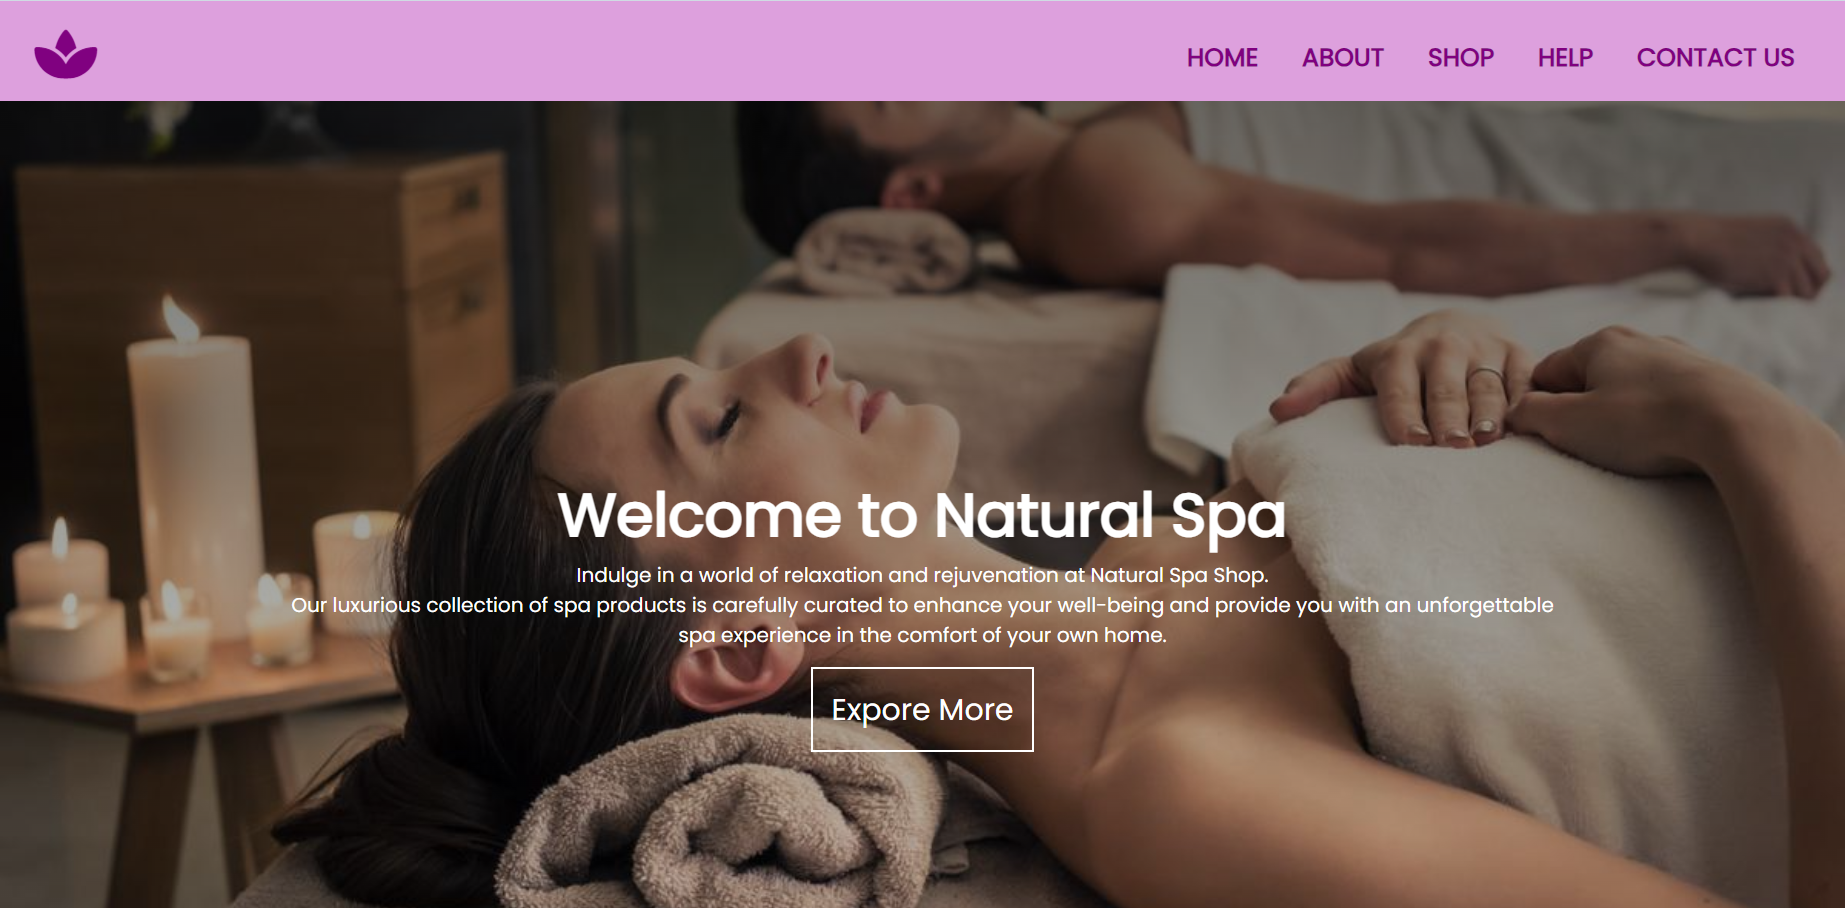 HOME ABOUT SHOP HELP CONTACT US
Welcome to Natural Spa
Indulge in a world of relaxation and rejuvenation at Natural Spa Shop.
Our luxurious collection of spa products is carefully curated to enhance your well-being and provide you with an unforgettable
spa experience in the comfort of your own home.
Expore More